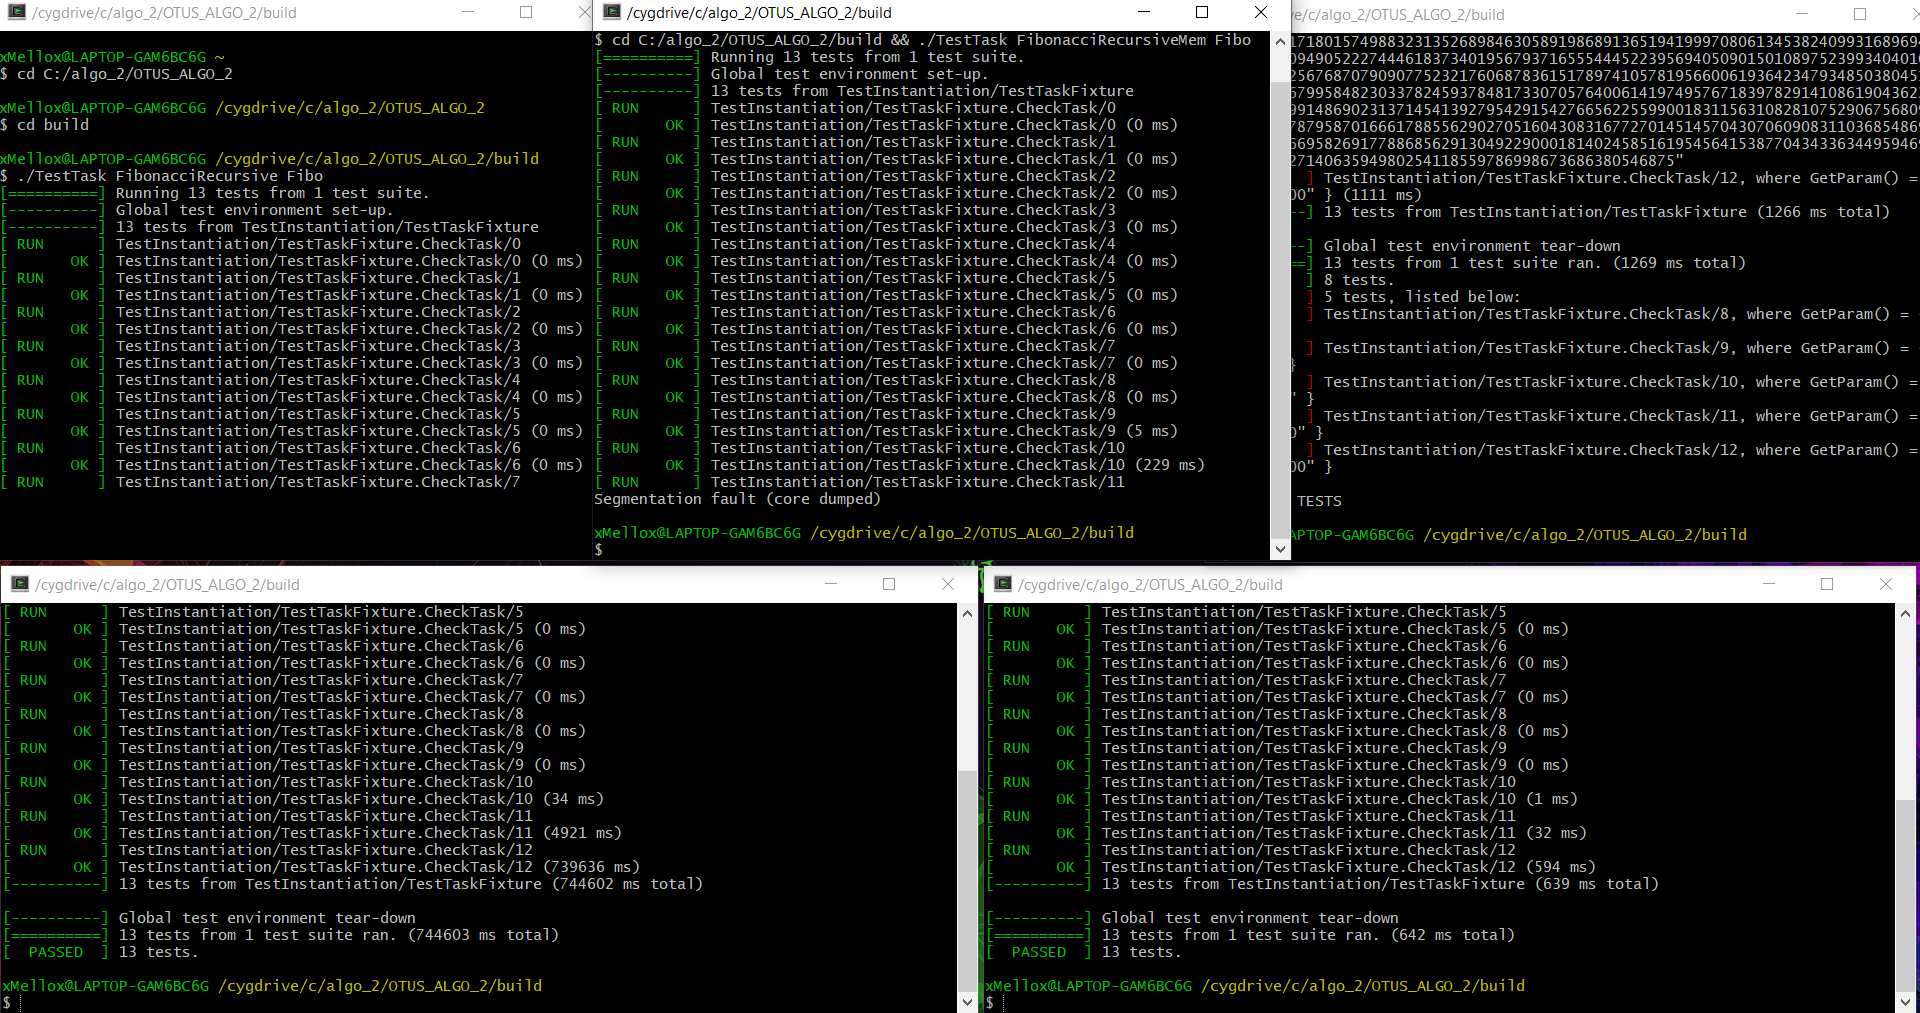 /cygdrive/c/algo_2/OTUS_ALGO_2/build
xMellox@LAPTOP-GAM6BC6G ~
$ cd C:/algo_2/OTUS_ALGO_2
xMellox@LAPTOP-GAM6BC6G /cygdrive/c/algo_2/OTUS_ALGO_2
$ cd build
xMellox@LAPTOP-GAM6BC6G /cygdrive/c/algo_2/OTUS_ALGO_2/build
$ ./TestTask FibonacciRecursive Fibo
[==========] Running 13 tests from 1 test suite.
[----------] Global test environment set-up.
[----------] 13 tests from TestInstantiation/TestTaskFixture
[ RUN      ] TestInstantiation/TestTaskFixture.CheckTask/0
[       OK ] TestInstantiation/TestTaskFixture.CheckTask/0 (0 ms)
[ RUN      ] TestInstantiation/TestTaskFixture.CheckTask/1
[       OK ] TestInstantiation/TestTaskFixture.CheckTask/1 (0 ms)
[ RUN      ] TestInstantiation/TestTaskFixture.CheckTask/2
[       OK ] TestInstantiation/TestTaskFixture.CheckTask/2 (0 ms)
[ RUN      ] TestInstantiation/TestTaskFixture.CheckTask/3
[       OK ] TestInstantiation/TestTaskFixture.CheckTask/3 (0 ms)
[ RUN      ] TestInstantiation/TestTaskFixture.CheckTask/4
[       OK ] TestInstantiation/TestTaskFixture.CheckTask/4 (0 ms)
[ RUN      ] TestInstantiation/TestTaskFixture.CheckTask/5
[       OK ] TestInstantiation/TestTaskFixture.CheckTask/5 (0 ms)
[ RUN      ] TestInstantiation/TestTaskFixture.CheckTask/6
[       OK ] TestInstantiation/TestTaskFixture.CheckTask/6 (0 ms)
[ RUN      ] TestInstantiation/TestTaskFixture.CheckTask/7
/cygdrive/c/algo_2/OTUS_ALGO_2/build
$ cd C:/algo_2/OTUS_ALGO_2/build && ./TestTask FibonacciRecursiveMem Fibo
[==========] Running 13 tests from 1 test suite.
[----------] Global test environment set-up.
[----------] 13 tests from TestInstantiation/TestTaskFixture
[ RUN      ] TestInstantiation/TestTaskFixture.CheckTask/0
[       OK ] TestInstantiation/TestTaskFixture.CheckTask/0 (0 ms)
[ RUN      ] TestInstantiation/TestTaskFixture.CheckTask/1
[       OK ] TestInstantiation/TestTaskFixture.CheckTask/1 (0 ms)
[ RUN      ] TestInstantiation/TestTaskFixture.CheckTask/2
[       OK ] TestInstantiation/TestTaskFixture.CheckTask/2 (0 ms)
[ RUN      ] TestInstantiation/TestTaskFixture.CheckTask/3
[       OK ] TestInstantiation/TestTaskFixture.CheckTask/3 (0 ms)
[ RUN      ] TestInstantiation/TestTaskFixture.CheckTask/4
[       OK ] TestInstantiation/TestTaskFixture.CheckTask/4 (0 ms)
[ RUN      ] TestInstantiation/TestTaskFixture.CheckTask/5
[       OK ] TestInstantiation/TestTaskFixture.CheckTask/5 (0 ms)
[ RUN      ] TestInstantiation/TestTaskFixture.CheckTask/6
[       OK ] TestInstantiation/TestTaskFixture.CheckTask/6 (0 ms)
[ RUN      ] TestInstantiation/TestTaskFixture.CheckTask/7
[       OK ] TestInstantiation/TestTaskFixture.CheckTask/7 (0 ms)
[ RUN      ] TestInstantiation/TestTaskFixture.CheckTask/8
[       OK ] TestInstantiation/TestTaskFixture.CheckTask/8 (0 ms)
[ RUN      ] TestInstantiation/TestTaskFixture.CheckTask/9
[       OK ] TestInstantiation/TestTaskFixture.CheckTask/9 (5 ms)
[ RUN      ] TestInstantiation/TestTaskFixture.CheckTask/10
[       OK ] TestInstantiation/TestTaskFixture.CheckTask/10 (229 ms)
[ RUN      ] TestInstantiation/TestTaskFixture.CheckTask/11
Segmentation fault (core dumped)
xMellox@LAPTOP-GAM6BC6G /cygdrive/c/algo_2/OTUS_ALGO_2/build
$
e/c/algo_2/OTUS_ALGO_2/build
1718015749883231352689846305891986891365194199970806134538240993168969
0949052227444618373401956793716555444522395694050901501089752399340401
2567687079090775232176068783615178974105781956600619364234793485038045
6799584823033782459378481733070576400614197495767183978291410861904362
9914869023137145413927954291542766562255990018311563108281075290675680
7879587016661788556290270516043083167727014514570430706090831103685486
6695826917788685629130492290001814024585161954564153877043433634495946
2714063594980254118559786998673686380546875"
] TestInstantiation/TestTaskFixture.CheckTask/12, where GetParam() =
00" } (1111 ms)
--] 13 tests from TestInstantiation/TestTaskFixture (1266 ms total)
--] Global test environment tear-down
==] 13 tests from 1 test suite ran. (1269 ms total)
] 8 tests.
] 5 tests, listed below:
] TestInstantiation/TestTaskFixture.CheckTask/8, where GetParam() =
] TestInstantiation/TestTaskFixture.CheckTask/9, where GetParam() =
}
] TestInstantiation/TestTaskFixture.CheckTask/10, where GetParam() =
" }
] TestInstantiation/TestTaskFixture.CheckTask/11, where GetParam() =
0" }
] TestInstantiation/TestTaskFixture.CheckTask/12, where GetParam() =
00" }
TESTS
APTOP-GAM6BC6G /cygdrive/c/algo_2/OTUS_ALGO_2/build
/cygdrive/c/algo_2/OTUS_ALGO_2/build
[ RUN      ] TestInstantiation/TestTaskFixture.CheckTask/5
[       OK ] TestInstantiation/TestTaskFixture.CheckTask/5 (0 ms)
[ RUN      ] TestInstantiation/TestTaskFixture.CheckTask/6
[       OK ] TestInstantiation/TestTaskFixture.CheckTask/6 (0 ms)
[ RUN      ] TestInstantiation/TestTaskFixture.CheckTask/7
[       OK ] TestInstantiation/TestTaskFixture.CheckTask/7 (0 ms)
[ RUN      ] TestInstantiation/TestTaskFixture.CheckTask/8
[       OK ] TestInstantiation/TestTaskFixture.CheckTask/8 (0 ms)
[ RUN      ] TestInstantiation/TestTaskFixture.CheckTask/9
[       OK ] TestInstantiation/TestTaskFixture.CheckTask/9 (0 ms)
[ RUN      ] TestInstantiation/TestTaskFixture.CheckTask/10
[       OK ] TestInstantiation/TestTaskFixture.CheckTask/10 (34 ms)
[ RUN      ] TestInstantiation/TestTaskFixture.CheckTask/11
[       OK ] TestInstantiation/TestTaskFixture.CheckTask/11 (4921 ms)
[ RUN      ] TestInstantiation/TestTaskFixture.CheckTask/12
[       OK ] TestInstantiation/TestTaskFixture.CheckTask/12 (739636 ms)
[----------] 13 tests from TestInstantiation/TestTaskFixture (744602 ms total)
[----------] Global test environment tear-down
[==========] 13 tests from 1 test suite ran. (744603 ms total)
[  PASSED  ] 13 tests.
xMellox@LAPTOP-GAM6BC6G /cygdrive/c/algo_2/OTUS_ALGO_2/build
$
/cygdrive/c/algo_2/OTUS_ALGO_2/build
[ RUN      ] TestInstantiation/TestTaskFixture.CheckTask/5
[       OK ] TestInstantiation/TestTaskFixture.CheckTask/5 (0 ms)
[ RUN      ] TestInstantiation/TestTaskFixture.CheckTask/6
[       OK ] TestInstantiation/TestTaskFixture.CheckTask/6 (0 ms)
[ RUN      ] TestInstantiation/TestTaskFixture.CheckTask/7
[       OK ] TestInstantiation/TestTaskFixture.CheckTask/7 (0 ms)
[ RUN      ] TestInstantiation/TestTaskFixture.CheckTask/8
[       OK ] TestInstantiation/TestTaskFixture.CheckTask/8 (0 ms)
[ RUN      ] TestInstantiation/TestTaskFixture.CheckTask/9
[       OK ] TestInstantiation/TestTaskFixture.CheckTask/9 (0 ms)
[ RUN      ] TestInstantiation/TestTaskFixture.CheckTask/10
[       OK ] TestInstantiation/TestTaskFixture.CheckTask/10 (1 ms)
[ RUN      ] TestInstantiation/TestTaskFixture.CheckTask/11
[       OK ] TestInstantiation/TestTaskFixture.CheckTask/11 (32 ms)
[ RUN      ] TestInstantiation/TestTaskFixture.CheckTask/12
[       OK ] TestInstantiation/TestTaskFixture.CheckTask/12 (594 ms)
[----------] 13 tests from TestInstantiation/TestTaskFixture (639 ms total)
[----------] Global test environment tear-down
[==========] 13 tests from 1 test suite ran. (642 ms total)
[  PASSED  ] 13 tests.
xMellox@LAPTOP-GAM6BC6G /cygdrive/c/algo_2/OTUS_ALGO_2/build
$